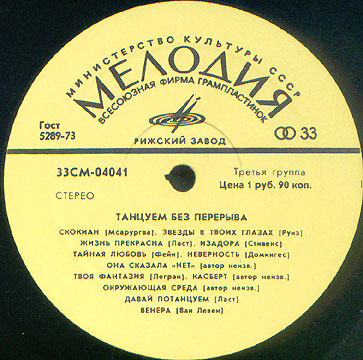 МИНИСТЕРСТВО КУЛЬТУРЫ СССР
МЕЛОДИЯ
ВСЕСОЮЗНАЯ ФИРМА ГРАМПЛАСТИНОК
Гост
5289-73
33
РИЖСКИЙ ЗАВОД
33СМ-04041
Третья группа
Цена 1 руб. 90 коп.
СТЕРЕО
ТАНЦУЕМ БЕЗ ПЕРЕРЫВА
СКОКИАН (Мсарургва). ЗВЕЗДЫ В ТВОИХ ГЛАЗАХ (Руиз)
ЖИЗНЬ ПРЕКРАСНА (Ласт). ИЗАДОРА (Стивенс)
ТАЙНАЯ ЛЮБОВЬ (Фейн). НЕВЕРНОСТЬ (Домингес)
ОНА СКАЗАЛА «НЕТ» (автор неизв.)
ТВОЯ ФАНТАЗИЯ (Легран). КАСБЕРТ (автор неизв.)
ОКРУЖАЮЩАЯ СРЕДА (автор неизв.)
ДАВАЙ ПОТАНЦУЕМ (Ласт)
ВЕНЕРА (Ван Левен)